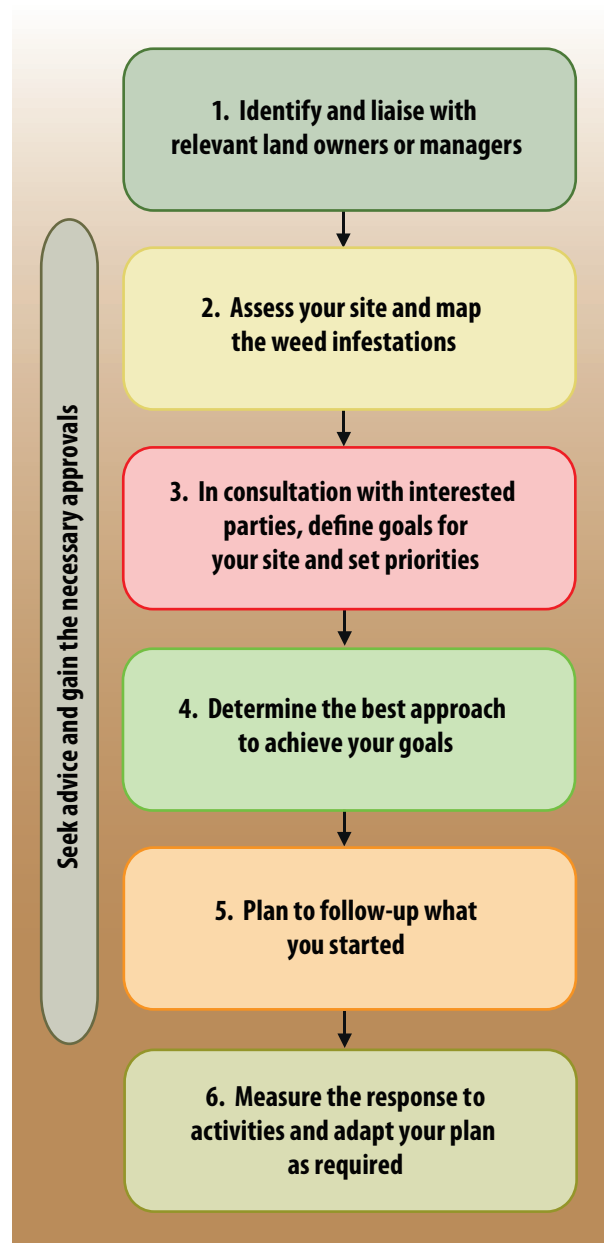 1. Identify and liaise with
relevant land owners or managers
Seek advice and gain the necessary approvals
2. Assess your site and map
the weed infestations
3. In consultation with interested
parties, define goals for
your site and set priorities
4. Determine the best approach
to achieve your goals
5. Plan to follow-up what
you started
6. Measure the response to
activities and adapt your plan
as required